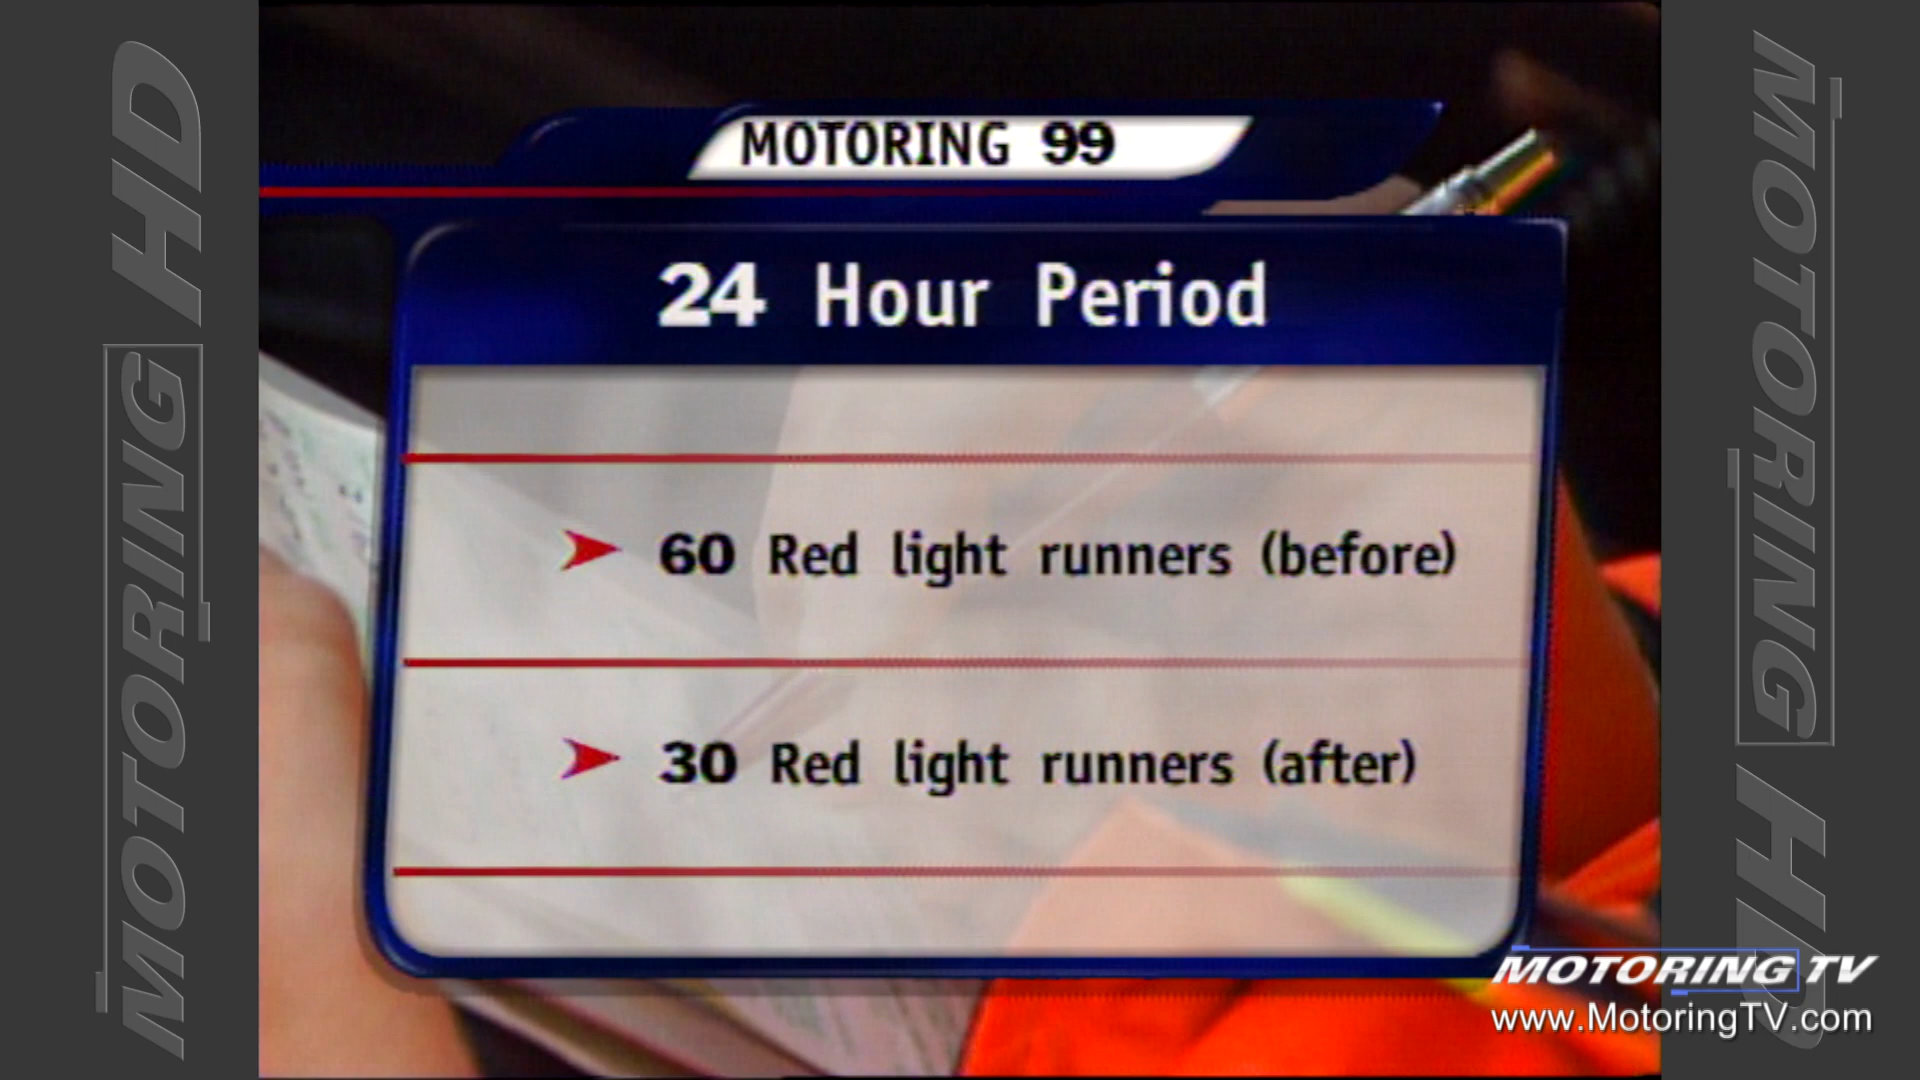 MOTORING HD
MOTORING 99
24 Hour Period
60 Red light runners (before)
30 Red light runners (after)
MOTORING HD
MOTORING TV
www.MotoringTV.com